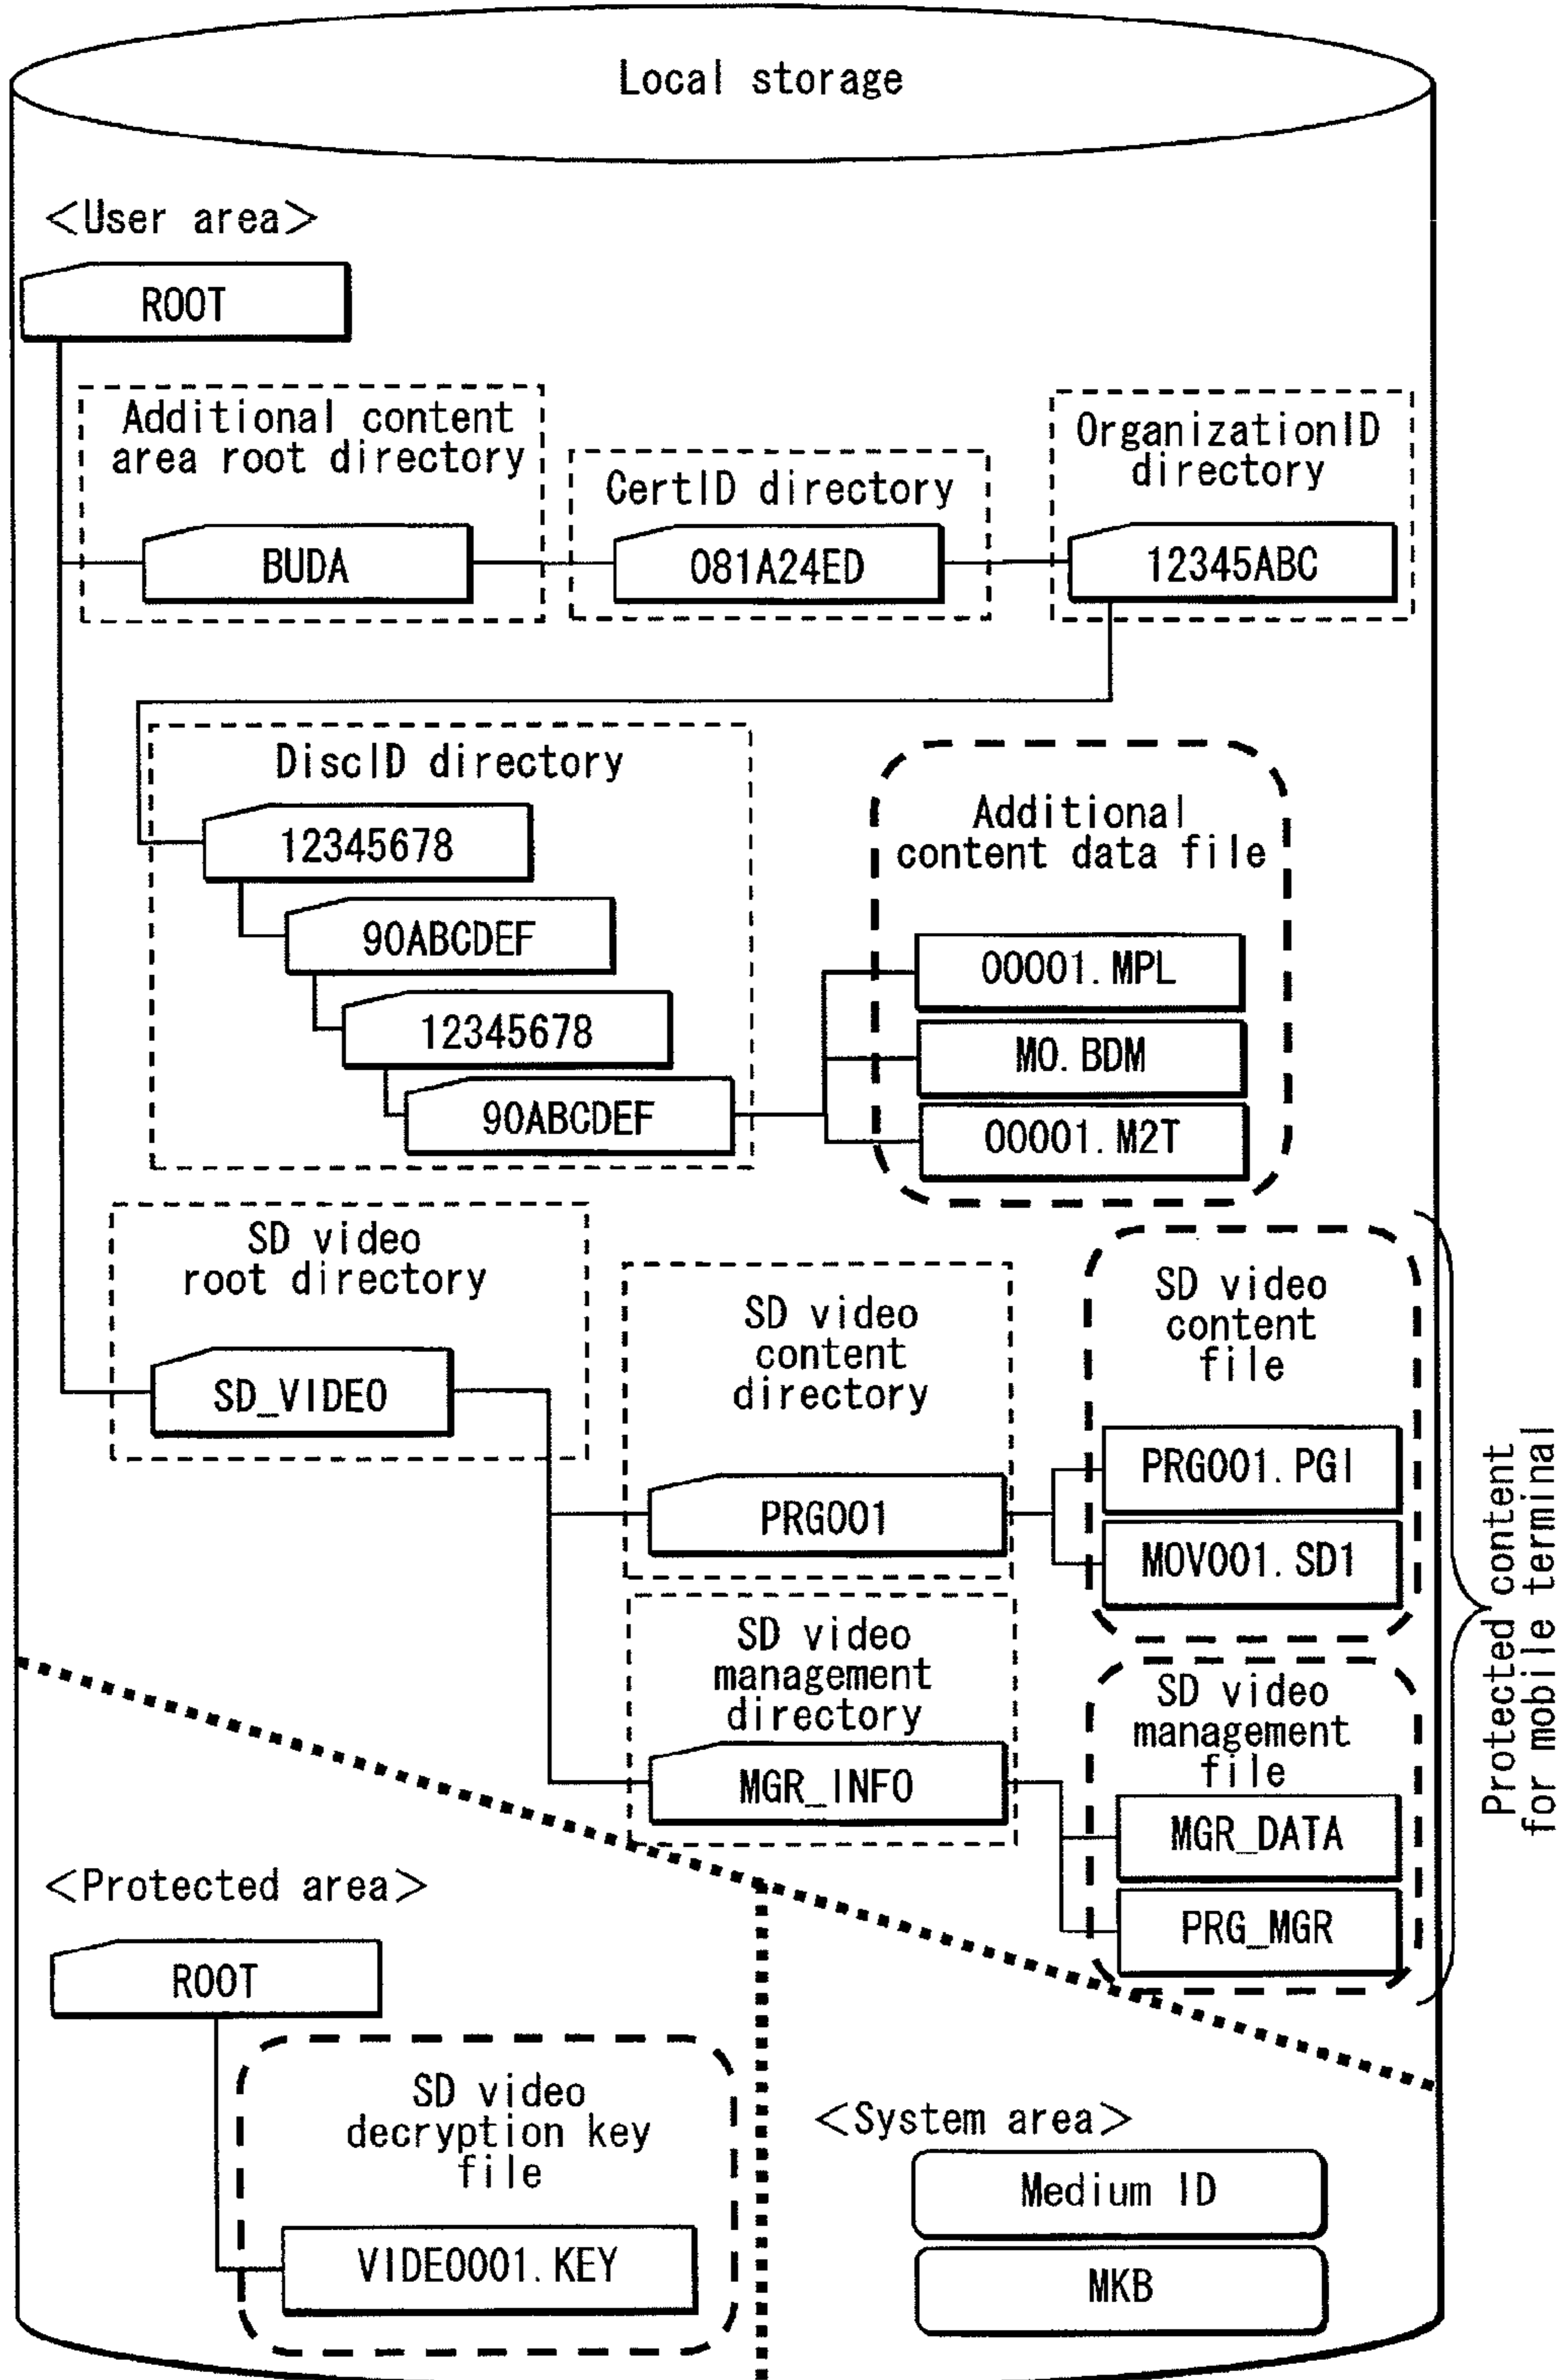 Local storage
<User area>
ROOT
Additional content
area root directory
BUDA
CertID directory
081A24ED
OrganizationID
directory
12345ABC
DiscID directory
12345678
90ABCDEF
12345678
90ABCDEF
Additional
content data file
00001.MPL
MO.BDM
00001.M2T
SD video
root directory
SD_VIDEO
SD video
content
directory
PRG001
SD video
content
file
PRG001.PGI
MOV001.SD1
SD video
management
directory
MGR_INFO
SD video
management
file
MGR_DATA
PRG_MGR
Protected content
for mobile terminal
<Protected area>
ROOT
SD video
decryption key
file
VIDEO001.KEY
<System area>
Medium ID
MKB